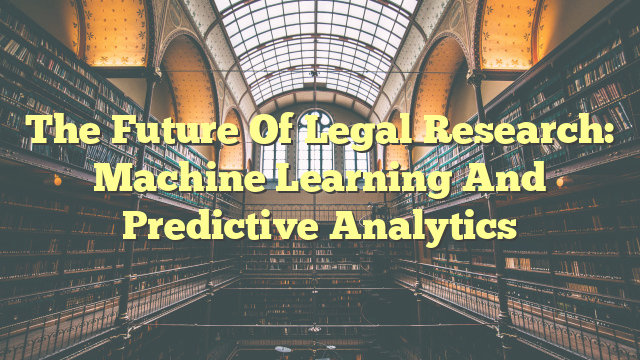 The Future Of Legal Research:
Machine Learning And
Predictive Analytics